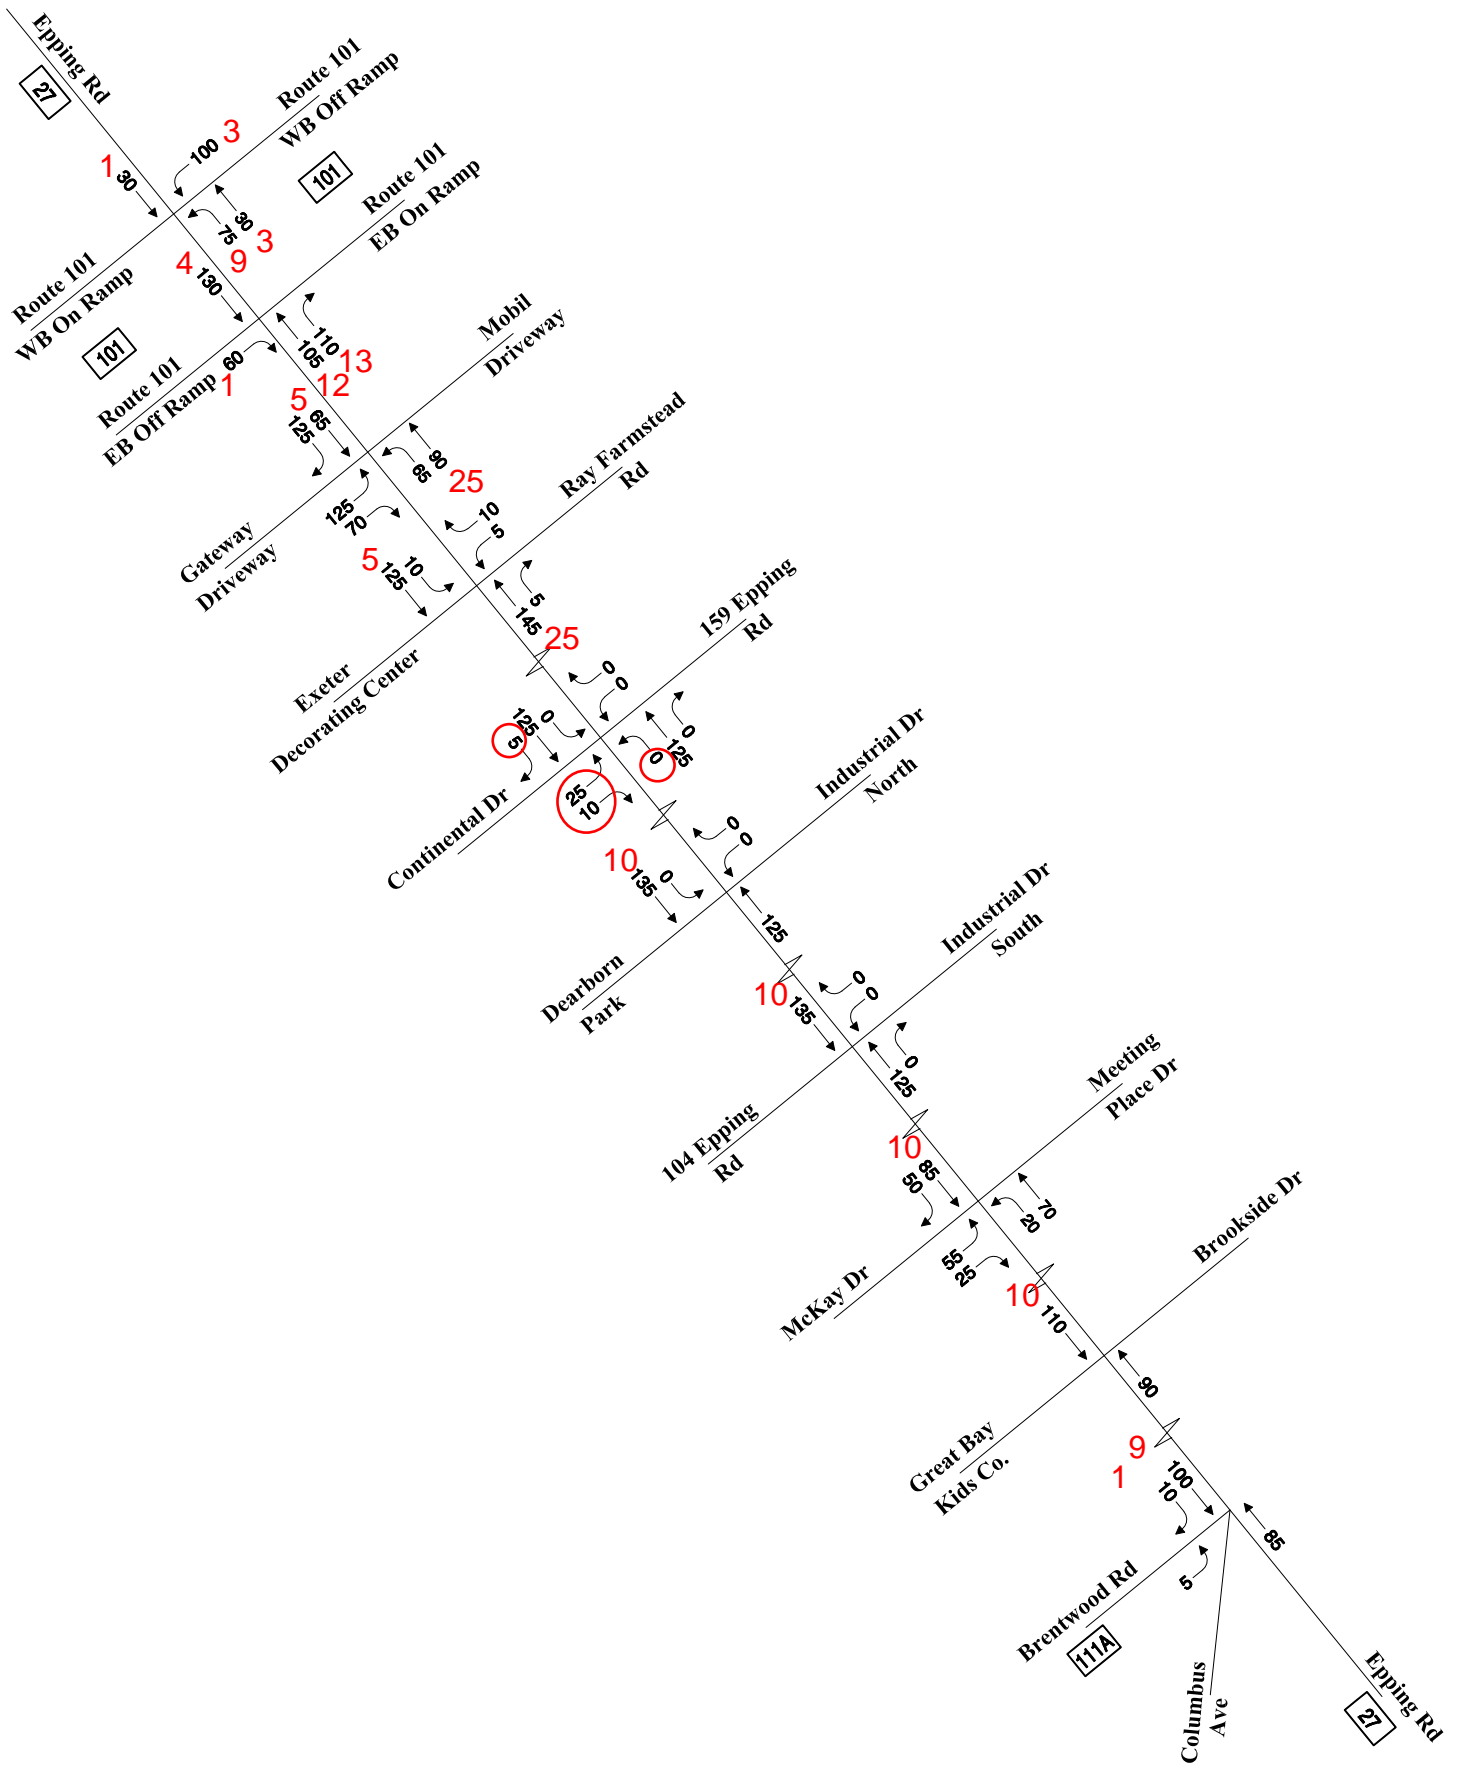 Epping Rd
27
Route 101
WB Off Ramp
100
3
1
30
101
30
75
3
9
4
130
Route 101
WB On Ramp
101
Route 101
EB On Ramp
110
105
13
12
60
1
Route 101
EB Off Ramp
5
65
125
Mobil
Driveway
90
65
25
125
70
Gateway
Driveway
Ray Farmstead
Rd
10
5
5
10
125
5
145
25
Exeter
Decorating Center
159 Epping
Rd
0
0
0
125
5
0
125
0
25
10
Continental Dr
Industrial Dr
North
0
0
10
0
135
125
Dearborn
Park
Industrial Dr
South
0
0
10
135
0
125
104 Epping
Rd
Meeting
Place Dr
10
85
50
70
20
55
25
McKay Dr
Brookside Dr
10
110
90
Great Bay
Kids Co.
9
1
100
10
85
5
Brentwood Rd
111A
Columbus
Ave
Epping Rd
27